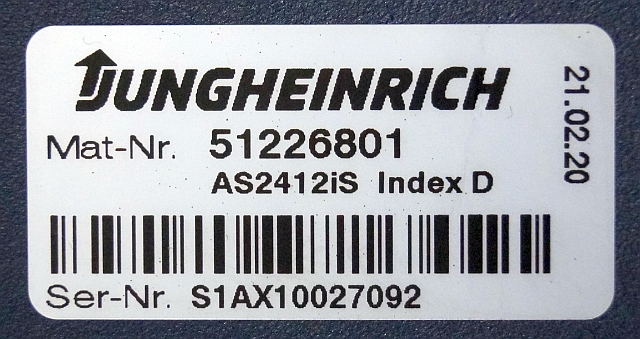 JUNGHEINRICH
Mat-Nr. 51226801
AS2412iS Index D
Ser-Nr. S1AX10027092
21.02.20